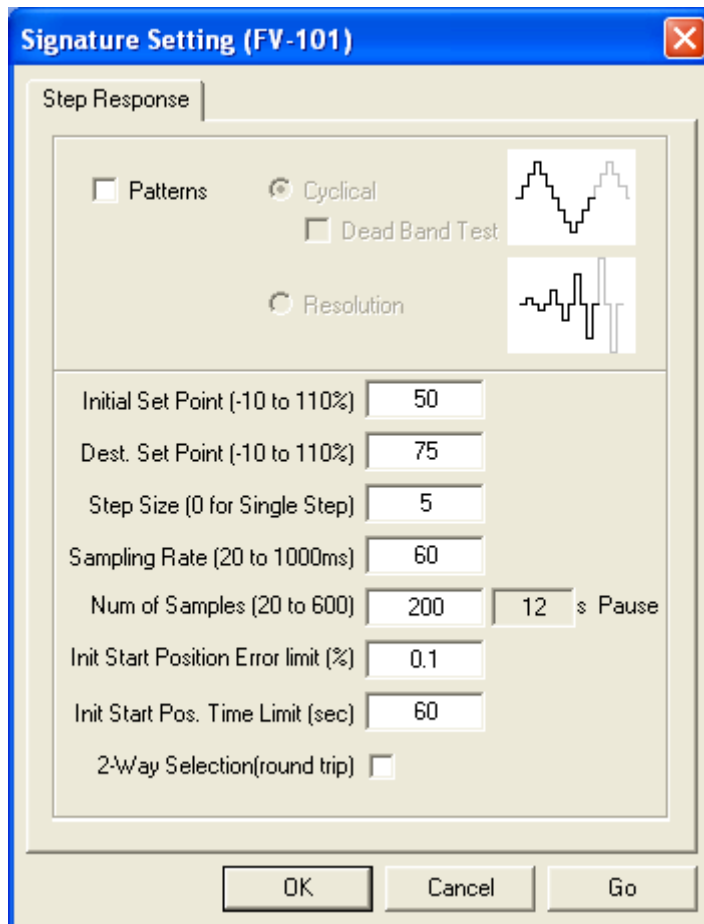 Signature Setting (FV-101)
Step Response
Patterns
Cyclical
Dead Band Test
Resolution
Initial Set Point (-10 to 110%) 50
Dest. Set Point (-10 to 110%) 75
Step Size (0 for Single Step) 5
Sampling Rate (20 to 1000ms) 60
Num of Samples (20 to 600) 200 12 s Pause
Init Start Position Error limit (%) 0.1
Init Start Pos. Time Limit (sec) 60
2-Way Selection(round trip)
OK Cancel Go